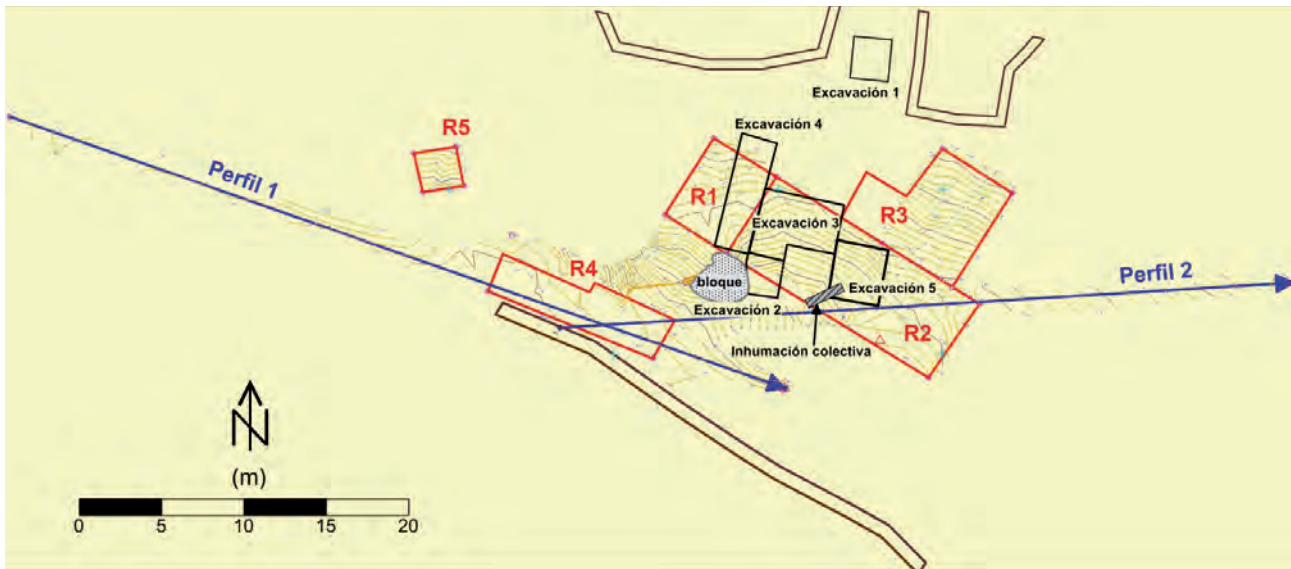 Excavación 1
Excavación 4
R5
Perfil 1
R1
R3
Excavación 3
R4
bloque
Perfil 2
Excavación 5
Excavación 2
R2
Inhumación colectiva
N
(m)
0 5 10 15 20